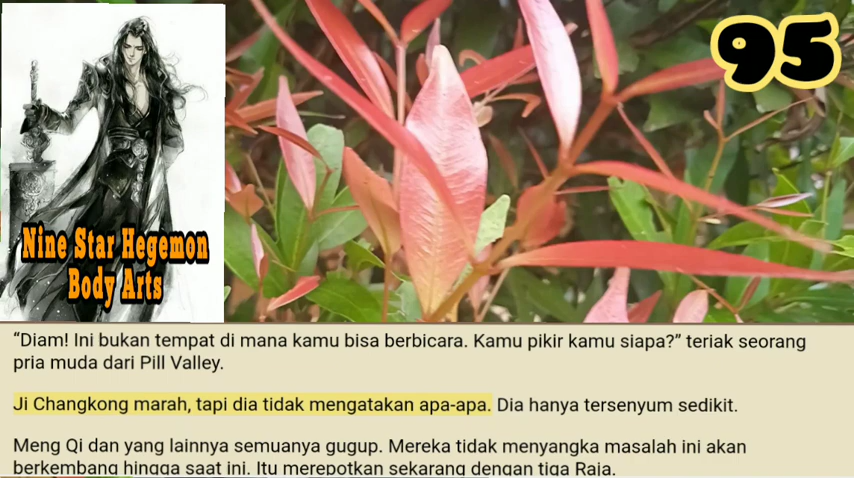 95
Nine Star Hegemon
Body Arts
“Diam! Ini bukan tempat di mana kamu bisa berbicara. Kamu pikir kamu siapa?” teriak seorang
pria muda dari Pill Valley.
Ji Changkong marah, tapi dia tidak mengatakan apa-apa. Dia hanya tersenyum sedikit.
Meng Qi dan yang lainnya semuanya gugup. Mereka tidak menyangka masalah ini akan
berkembang hingga saat ini. Itu merepotkan sekarang dengan tiga Raja.